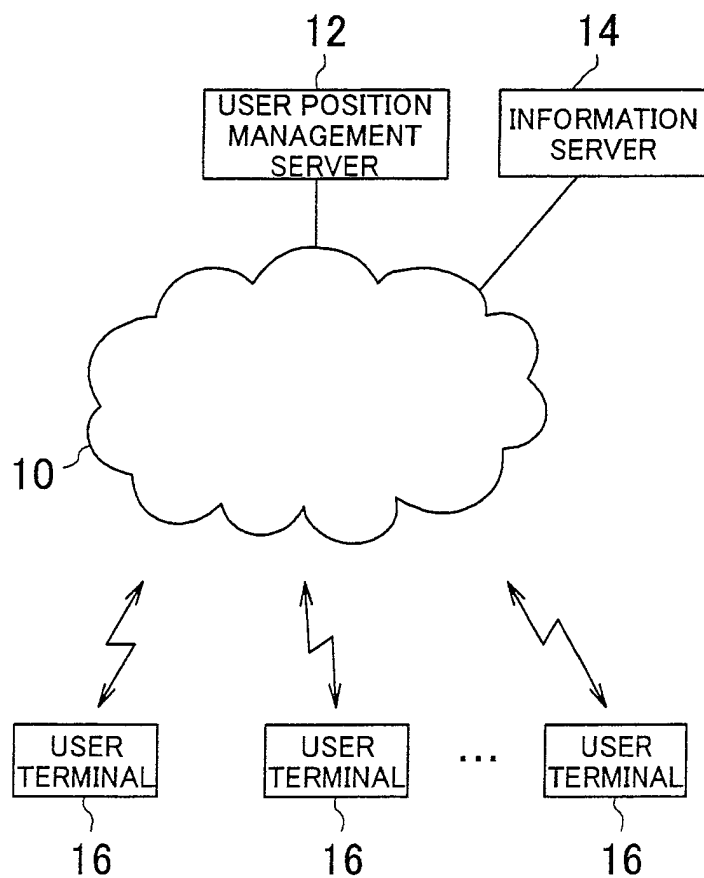 12
14
USER POSITION
MANAGEMENT
SERVER
INFORMATION
SERVER
10
USER
TERMINAL
USER
TERMINAL
...
USER
TERMINAL
16
16
16